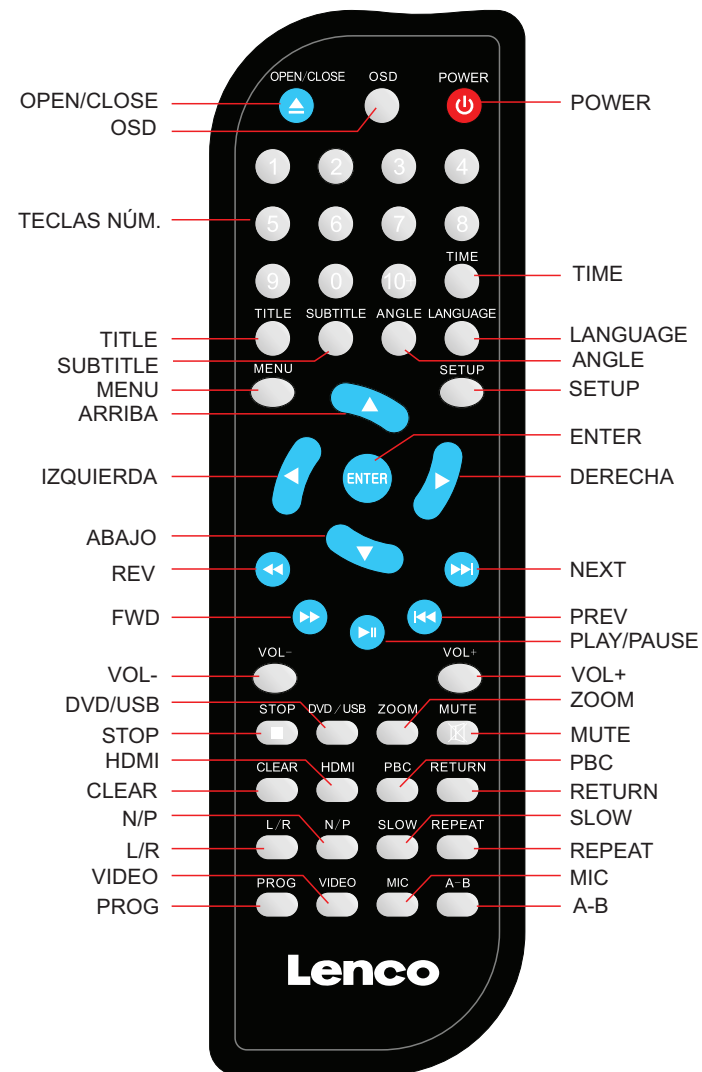 OPEN/CLOSE OSD POWER
OPEN/CLOSE
OSD
POWER
1 2 3 4
TECLAS NÚM.
5 6 7 8
TIME
9 0 10+
TIME
TITLE SUBTITLE ANGLE LANGUAGE
TITLE
LANGUAGE
SUBTITLE
ANGLE
MENU SETUP
MENU
SETUP
ARRIBA
ENTER
IZQUIERDA
ENTER
DERECHA
ABAJO
REV
NEXT
FWD
PREV
PLAY/PAUSE
VOL- VOL+
VOL-
VOL+
DVD/USB
ZOOM
STOP DVD/USB ZOOM MUTE
STOP
MUTE
HDMI
PBC
CLEAR HDMI PBC RETURN
CLEAR
RETURN
N/P
SLOW
L/R N/P SLOW REPEAT
L/R
REPEAT
VIDEO
MIC
PROG VIDEO MIC A-B
PROG
A-B
Lenco